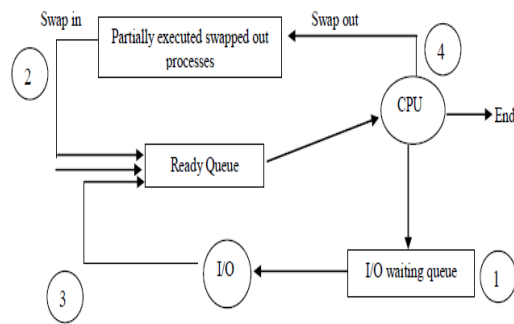 Swap in
Swap out
Partially executed swapped out
processes
4
2
CPU
End
Ready Queue
I/O
I/O waiting queue
1
3